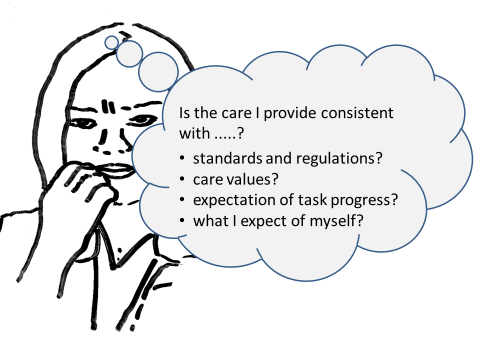 Is the care I provide consistent
with .....?
• standards and regulations?
• care values?
• expectation of task progress?
• what I expect of myself?